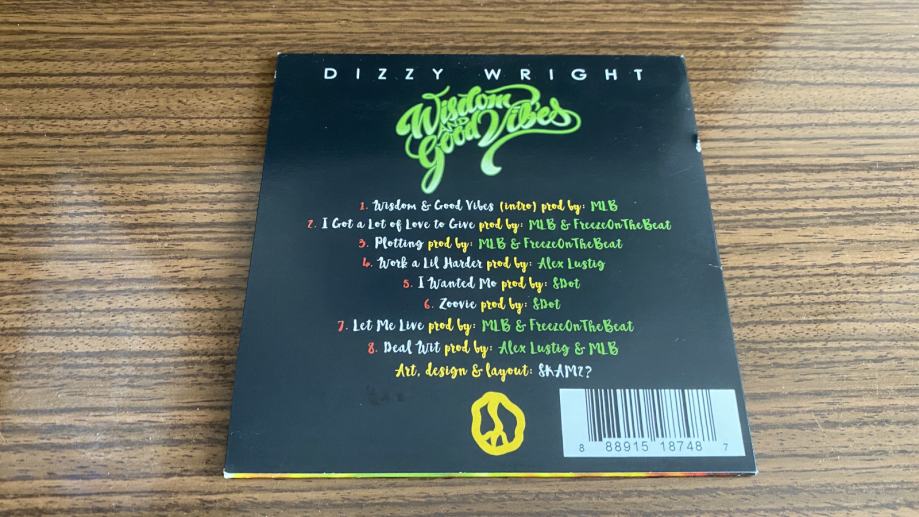 DIZZY WRIGHT
Wisdom
AND
Good Vibes
1. Wisdom & Good Vibes (intro) prod by: MLB
2. I Got a Lot of Love to Give prod by: MLB & FreezeOnTheBeat
3. Plotting prod by: MLB & FreezeOnTheBeat
4. Work a Lil Harder prod by: Alex Lustig
5. I Wanted Mo prod by: SDot
6. Zoovie prod by: SDot
7. Let Me Live prod by: MLB & FreezeOnTheBeat
8. Deal Wit prod by: Alex Lustig & MLB
Art, design & layout: SKAMZ?
8 88915 18748 7